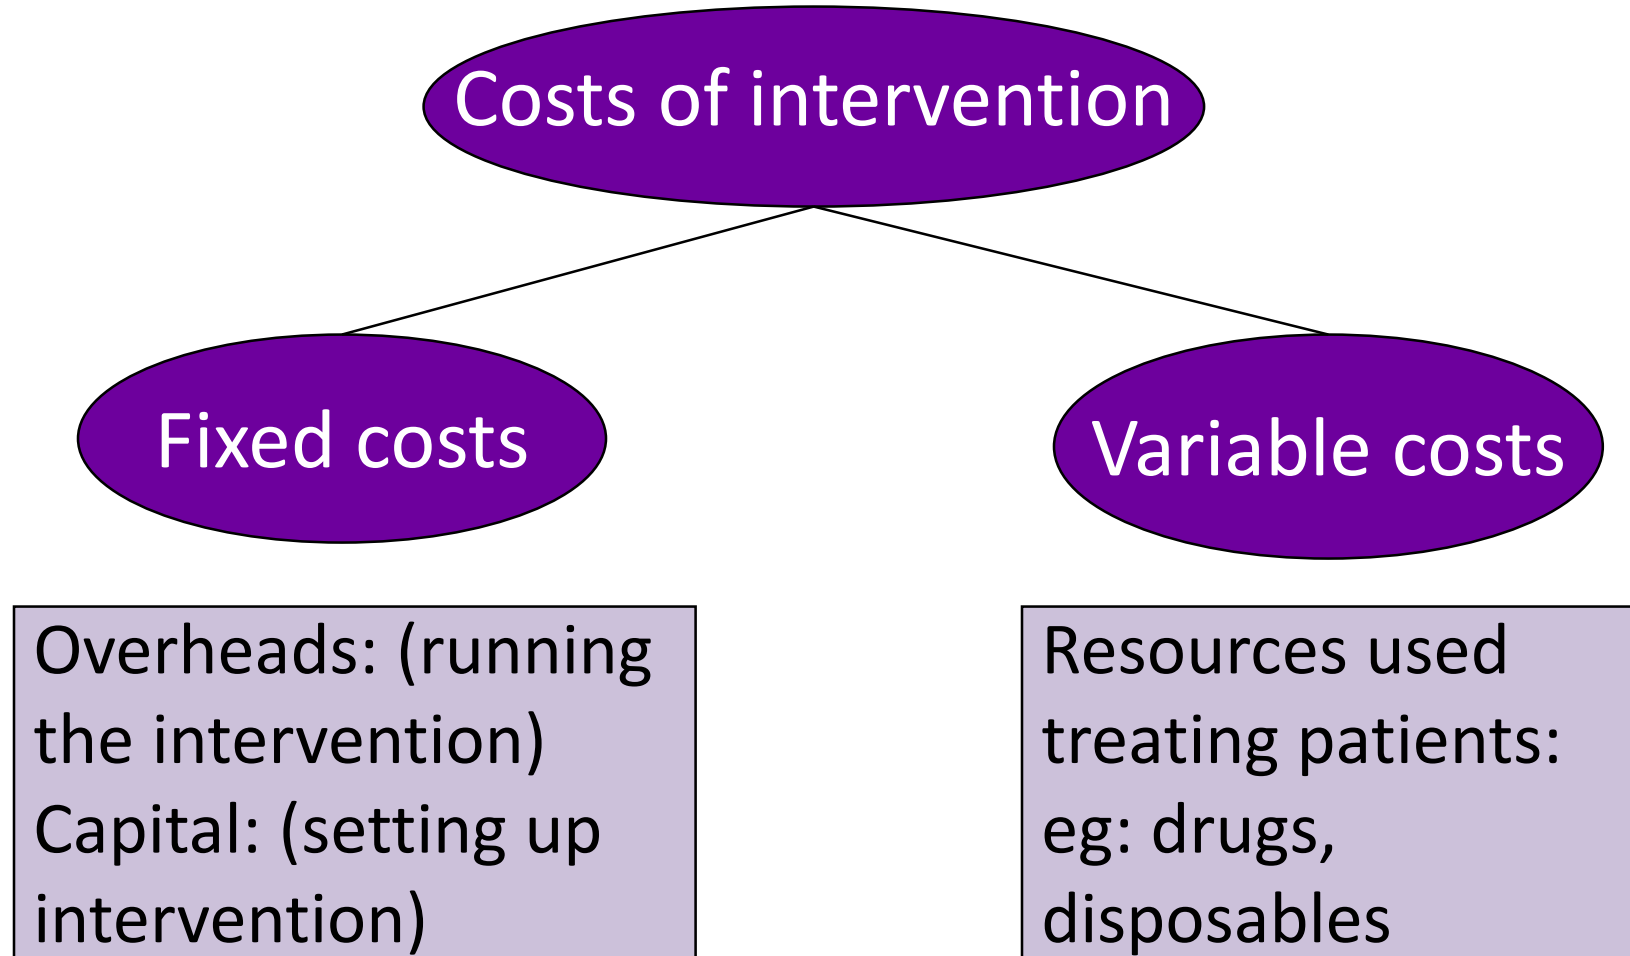 Costs of intervention
Fixed costs
Variable costs
Overheads: (running
the intervention)
Capital: (setting up
intervention)
Resources used
treating patients:
eg: drugs,
disposables